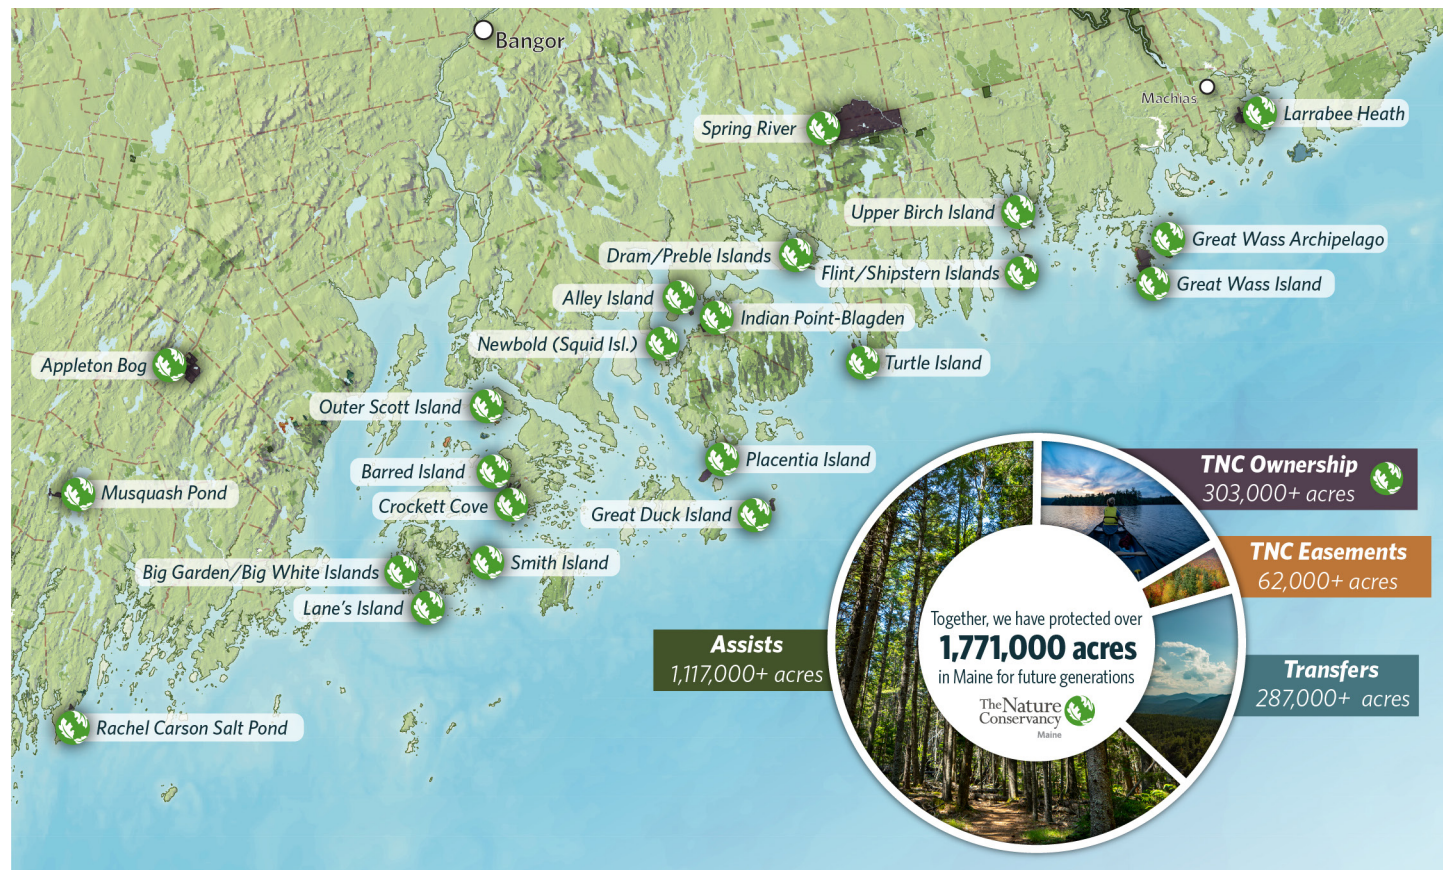 Bangor
Machias
Larrabee Heath
Spring River
Upper Birch Island
Great Wass Archipelago
Dram/Preble Islands
Flint/Shipstern Islands
Great Wass Island
Alley Island
Indian Point-Blagden
Newbold (Squid Isl.)
Turtle Island
Appleton Bog
Outer Scott Island
Placentia Island
Barred Island
Musquash Pond
Crockett Cove
Great Duck Island
Smith Island
Big Garden/Big White Islands
Lane's Island
Rachel Carson Salt Pond
TNC Ownership
303,000+ acres
TNC Easements
62,000+ acres
Transfers
287,000+ acres
Assists
1,117,000+ acres
Together, we have protected over
1,771,000 acres
in Maine for future generations
The Nature
Conservancy
Maine